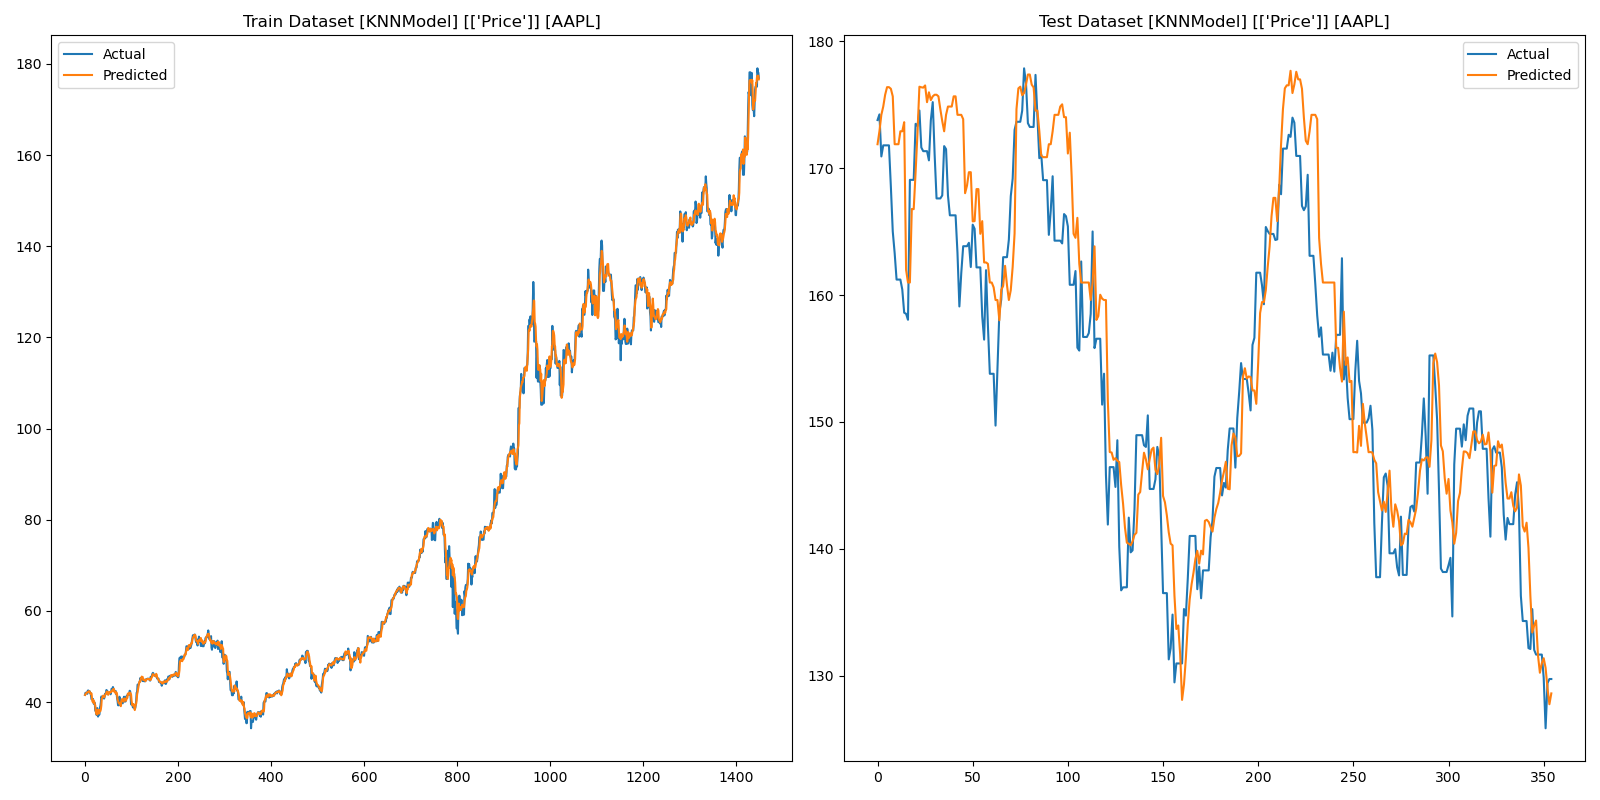 Train Dataset [KNNModel] [['Price']] [AAPL]
Actual
Predicted
180
160
140
120
100
80
60
40
0 200 400 600 800 1000 1200 1400
Test Dataset [KNNModel] [['Price']] [AAPL]
Actual
Predicted
180
170
160
150
140
130
0 50 100 150 200 250 300 350